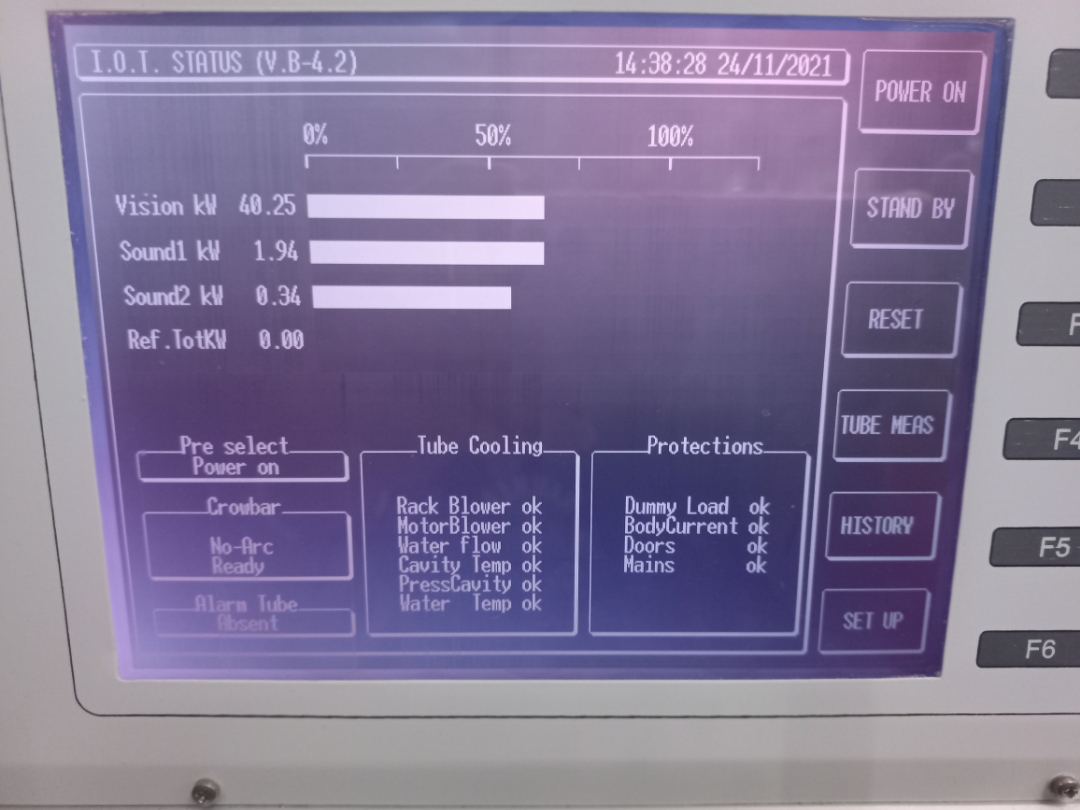 I.O.T. STATUS (V.B-4.2) 14:38:28 24/11/2021
POWER ON
0% 50% 100%
Vision kW 40.25
STAND BY
Sound1 kW 1.94
Sound2 kW 0.34
RESET
Ref.TotKW 0.00
TUBE MEAS
F4
Pre select
Power on
Crowbar
No-Arc
Ready
Alarm Tube
Absent
Tube Cooling
Rack Blower ok
MotorBlower ok
Water flow ok
Cavity Temp ok
PressCavity ok
Water Temp ok
Protections
Dummy Load ok
BodyCurrent ok
Doors ok
Mains ok
HISTORY
F5
SET UP
F6